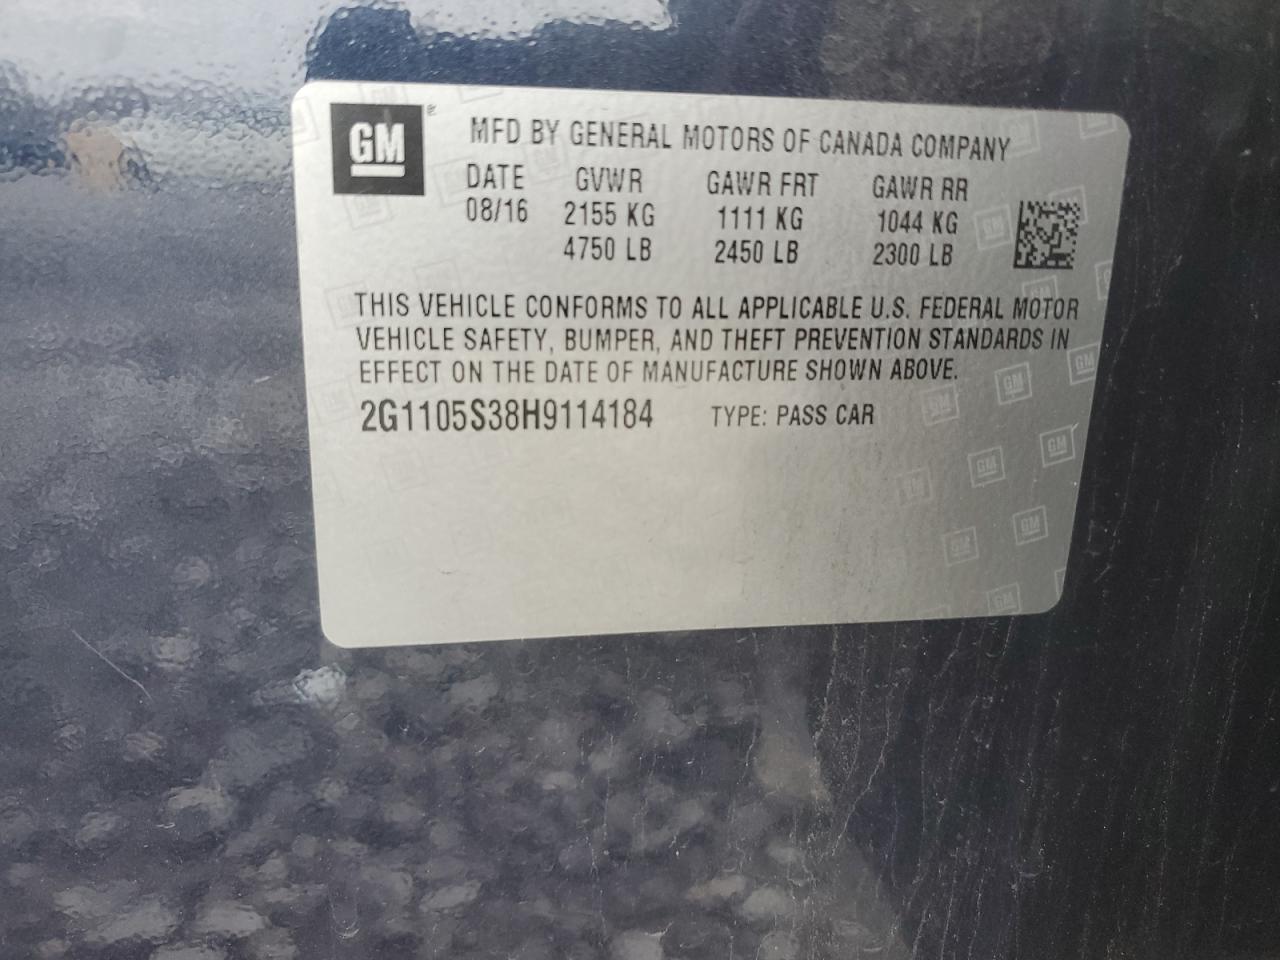 GM
MFD BY GENERAL MOTORS OF CANADA COMPANY
DATE GVWR GAWR FRT GAWR RR
08/16 2155 KG 1111 KG 1044 KG
4750 LB 2450 LB 2300 LB
THIS VEHICLE CONFORMS TO ALL APPLICABLE U.S. FEDERAL MOTOR
VEHICLE SAFETY, BUMPER, AND THEFT PREVENTION STANDARDS IN
EFFECT ON THE DATE OF MANUFACTURE SHOWN ABOVE.
2G1105S38H9114184 TYPE: PASS CAR